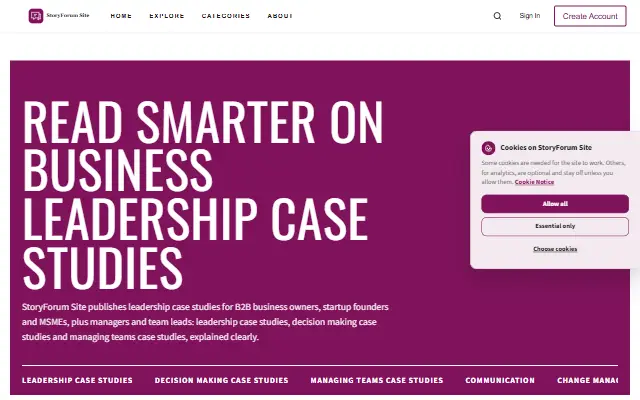 StoryForum Site
HOME
EXPLORE
CATEGORIES
ABOUT
Sign In
Create Account
READ SMARTER ON
BUSINESS
LEADERSHIP CASE
STUDIES
StoryForum Site publishes leadership case studies for B2B business owners, startup founders
and MSMEs, plus managers and team leads: leadership case studies, decision making case
studies and managing teams case studies, explained clearly.
Cookies on StoryForum Site
Some cookies are needed for the site to work. Others,
for analytics, are optional and stay off unless you
allow them. Cookie Notice
Allow all
Essential only
Choose cookies
LEADERSHIP CASE STUDIES
DECISION MAKING CASE STUDIES
MANAGING TEAMS CASE STUDIES
COMMUNICATION
CHANGE